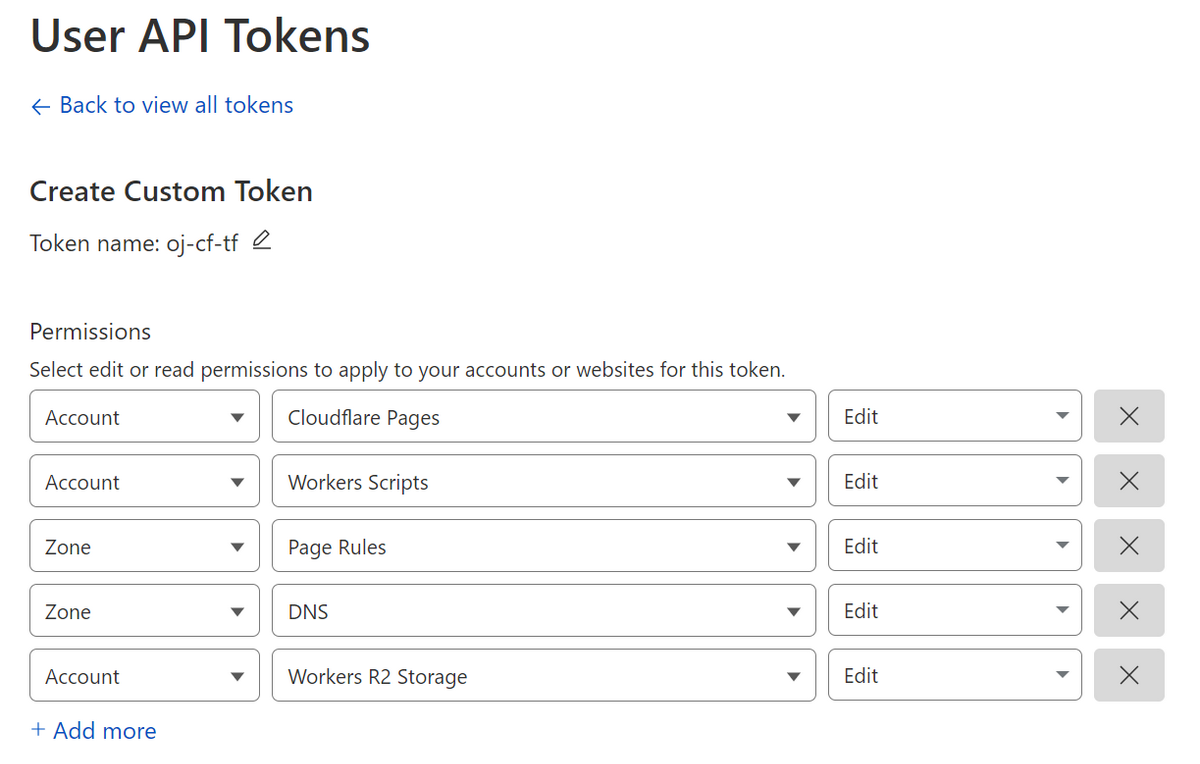 User API Tokens
← Back to view all tokens
Create Custom Token
Token name: oj-cf-tf
Permissions
Select edit or read permissions to apply to your accounts or websites for this token.
Account Cloudflare Pages Edit
Account Workers Scripts Edit
Zone Page Rules Edit
Zone DNS Edit
Account Workers R2 Storage Edit
+ Add more